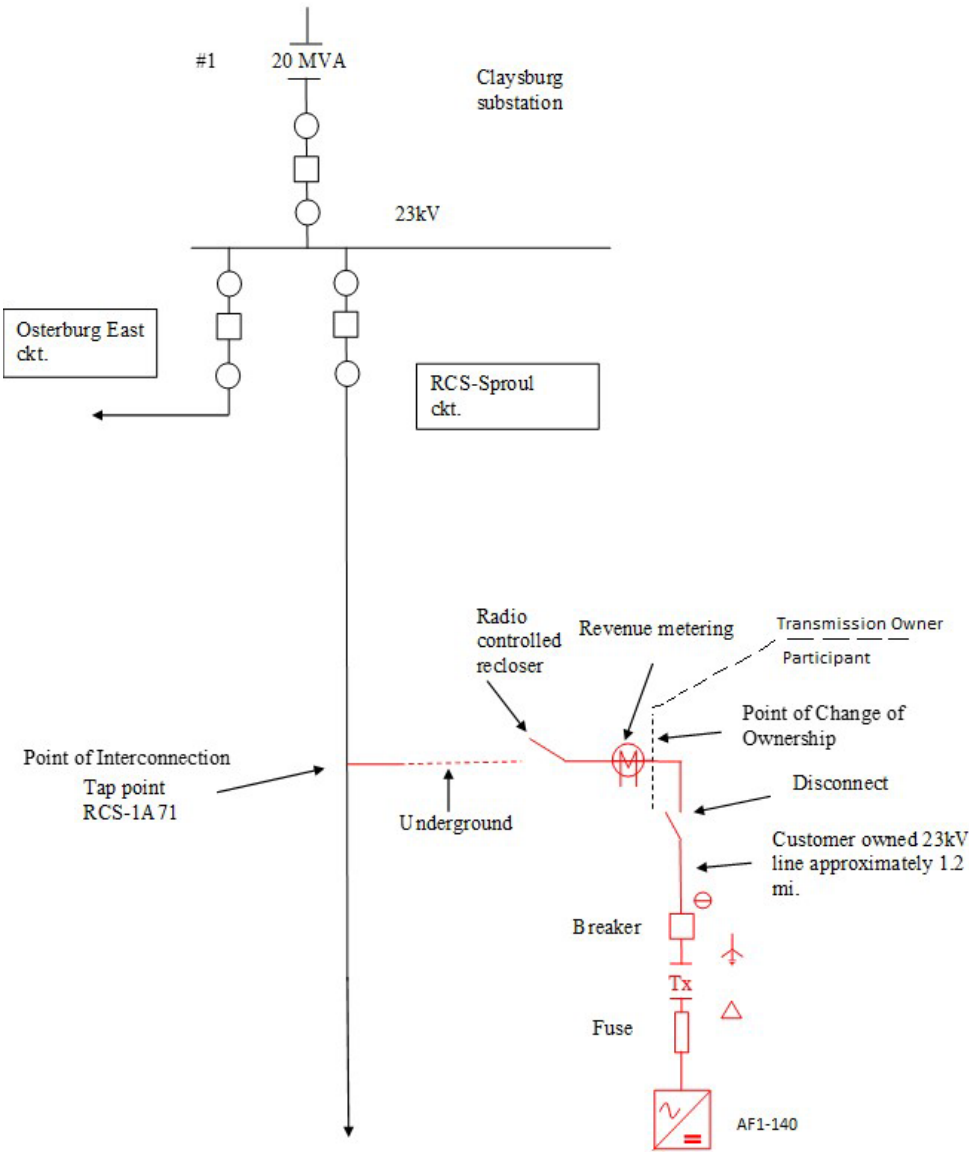 #1
20 MVA
Claysburg
substation
23kV
Osterburg East
ckt.
RCS-Sproul
ckt.
Radio
controlled
recloser
Revenue metering
Transmission Owner
Participant
Point of Change of
Ownership
Point of Interconnection
Tap point
RCS-1A71
Underground
M
Disconnect
Customer owned 23kV
line approximately 1.2
mi.
Breaker
Tx
Fuse
AF1-140